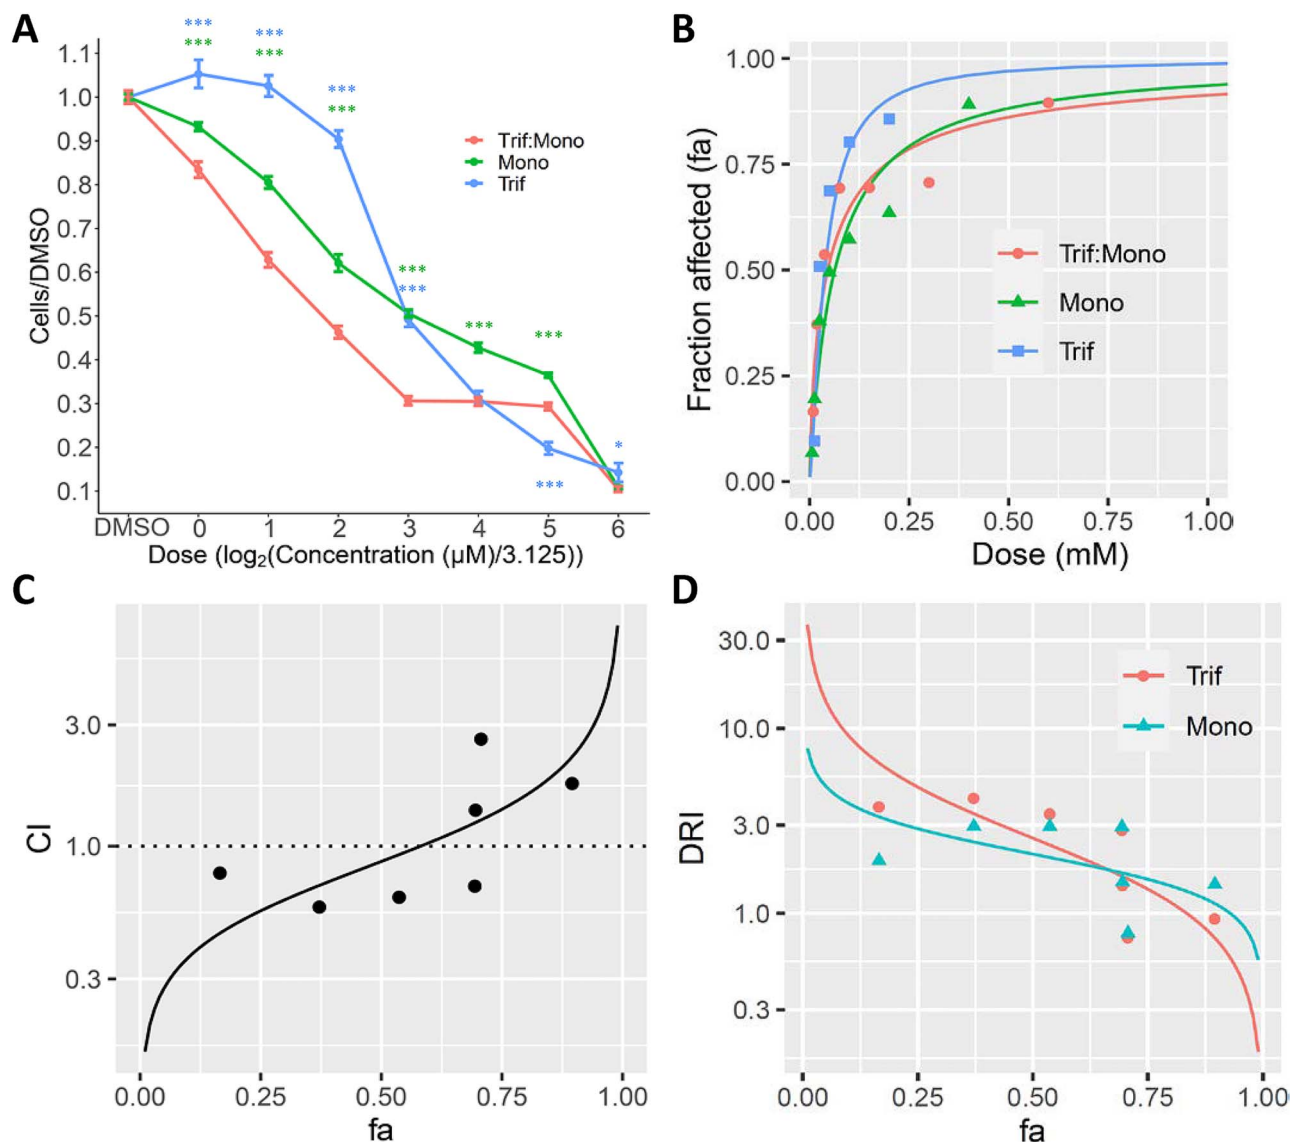 A
***
***
***
***
***
***
***
***
***
***
***
*
1.1
1.0
0.9
0.8
0.7
0.6
0.5
0.4
0.3
0.2
0.1
Cells/DMSO
Trif:Mono
Mono
Trif
DMSO 0 1 2 3 4 5 6
Dose (log₂(Concentration (µM)/3.125))
B
1.00
0.75
0.50
0.25
0.00
Fraction affected (fa)
Trif:Mono
Mono
Trif
0.00 0.25 0.50 0.75 1.00
Dose (mM)
C
3.0
1.0
0.3
CI
0.00 0.25 0.50 0.75 1.00
fa
D
30.0
10.0
3.0
1.0
0.3
DRI
Trif
Mono
0.00 0.25 0.50 0.75 1.00
fa